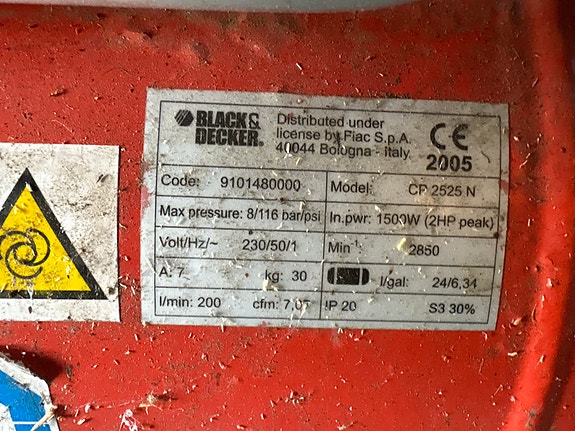 BLACK& DECKER®
Distributed under
license by Fiac S.p.A.
40044 Bologna - Italy
CE
2005
Code: 9101480000 Model: CP 2525 N
Max pressure: 8/116 bar/psi In.pwr: 1500W (2HP peak)
Volt/Hz/~ 230/50/1 Min⁻¹ 2850
A: 7 kg: 30 l/gal: 24/6,34
l/min: 200 cfm: IP 20 S3 30%